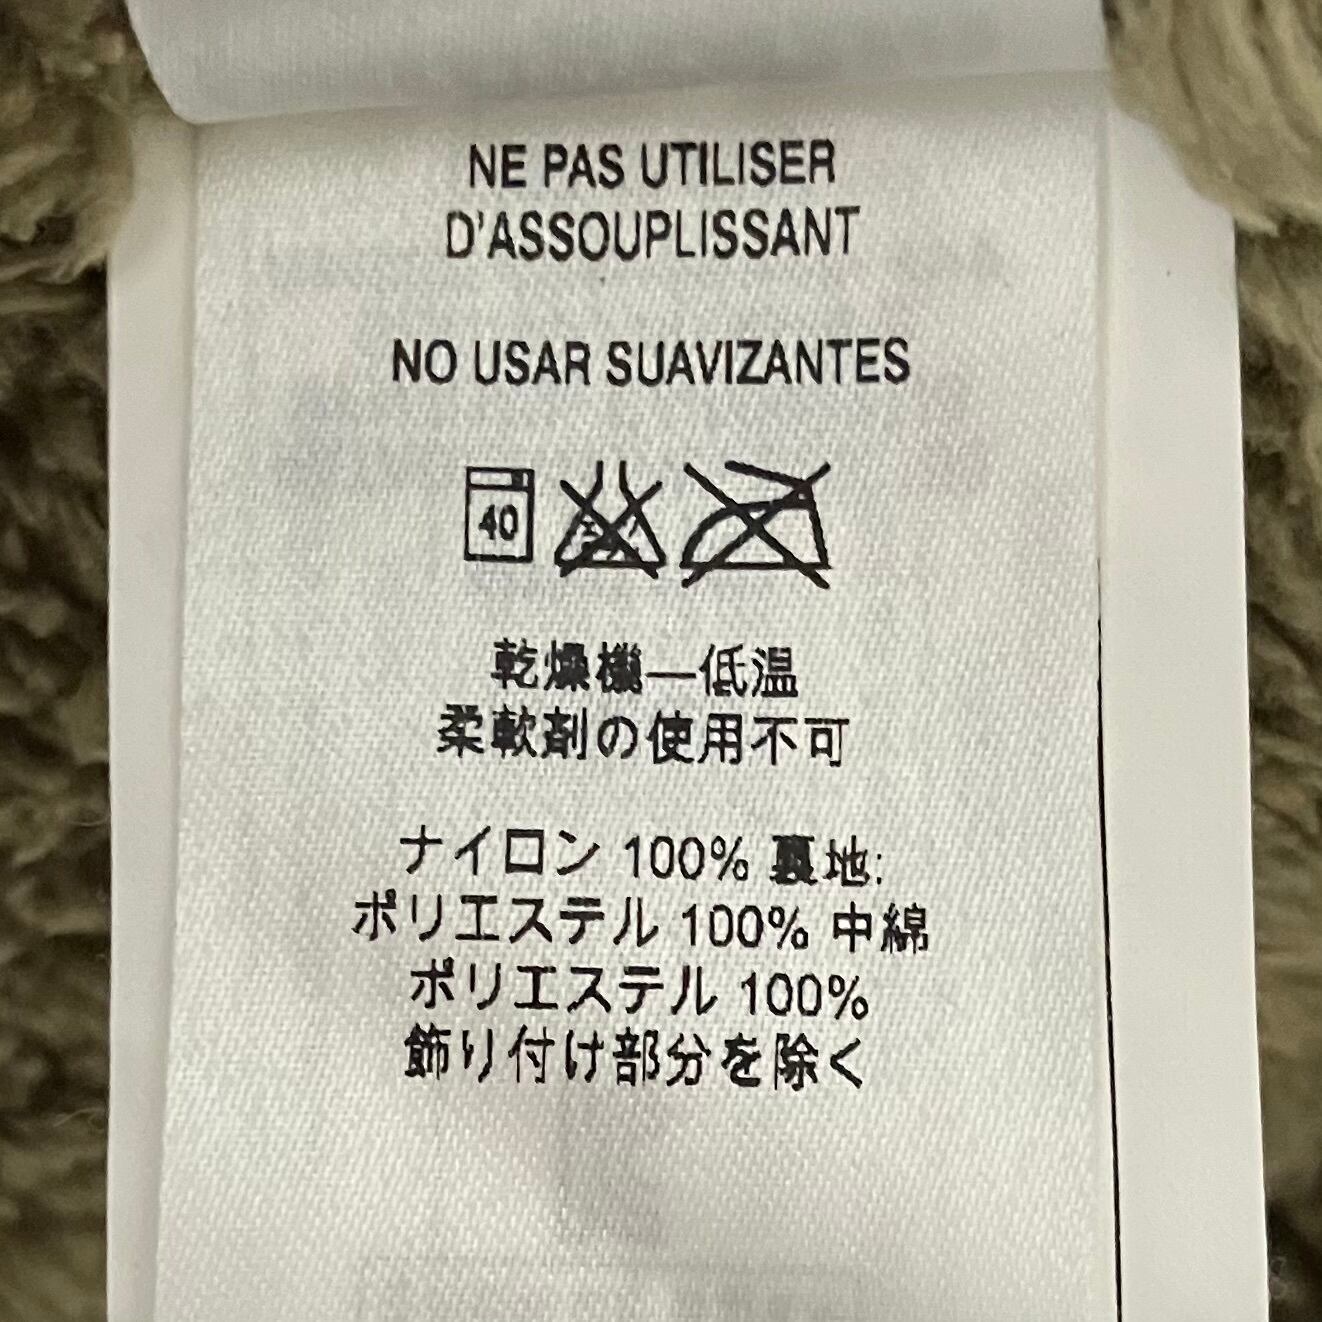 NE PAS UTILISER
D'ASSOUPLISSANT
NO USAR SUAVIZANTES
40
乾燥機—低温
柔軟剤の使用不可
ナイロン 100% 裏地:
ポリエステル 100% 中綿
ポリエステル 100%
飾り付け部分を除く